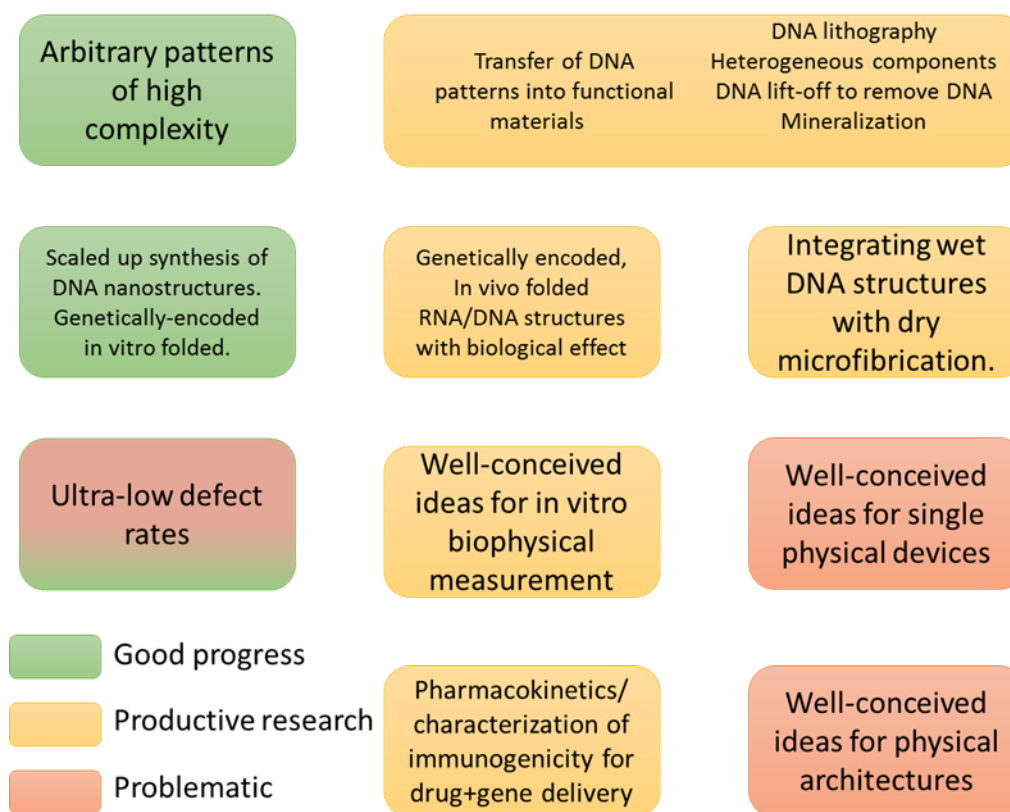 Arbitrary patterns
of high
complexity
Transfer of DNA
patterns into functional
materials
DNA lithography
Heterogeneous components
DNA lift-off to remove DNA
Mineralization
Scaled up synthesis of
DNA nanostructures.
Genetically-encoded
in vitro folded.
Genetically encoded,
In vivo folded
RNA/DNA structures
with biological effect
Integrating wet
DNA structures
with dry
microfibrication.
Ultra-low defect
rates
Well-conceived
ideas for in vitro
biophysical
measurement
Well-conceived
ideas for single
physical devices
Good progress
Productive research
Problematic
Pharmacokinetics/
characterization of
immunogenicity for
drug+gene delivery
Well-conceived
ideas for physical
architectures